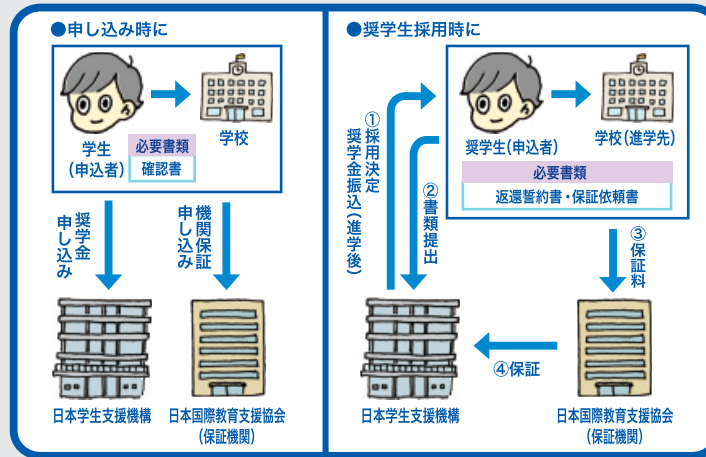 ●申し込み時に
学生
(申込者)
必要書類
確認書
学校
奨学金
申し込み
機関保証
申し込み
日本学生支援機構
日本国際教育支援協会
(保証機関)
●奨学生採用時に
①採用決定
奨学金振込(進学後)
②書類提出
奨学生(申込者)
学校(進学先)
必要書類
返還誓約書・保証依頼書
③保証料
④保証
日本学生支援機構
日本国際教育支援協会
(保証機関)